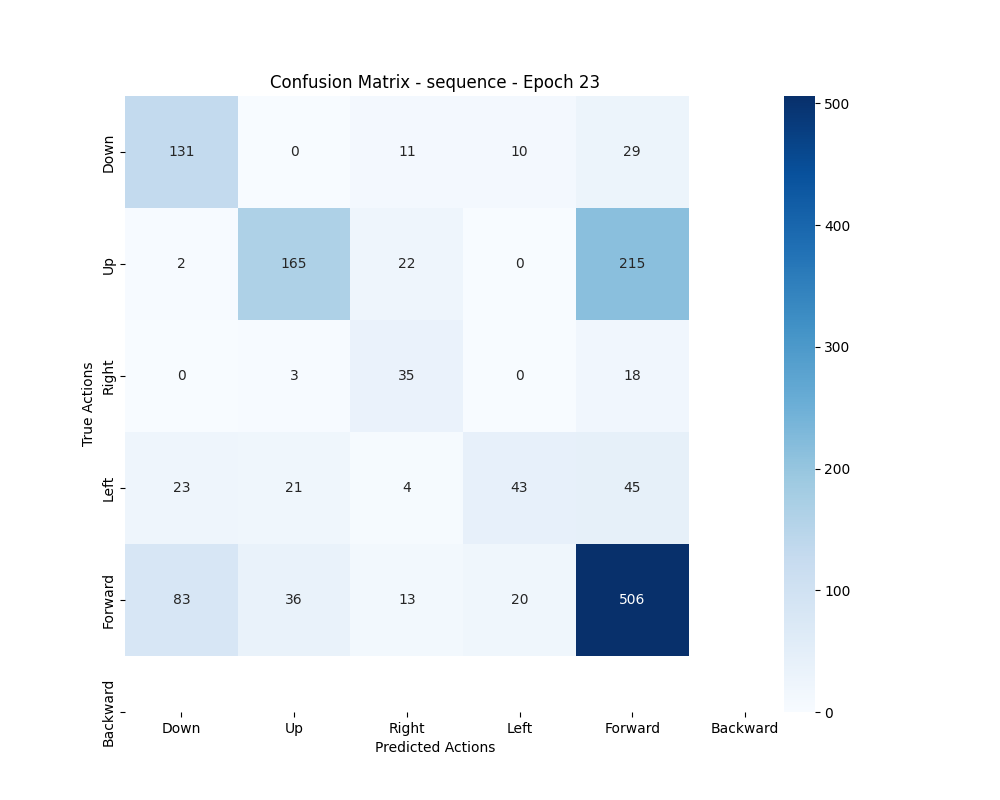 Confusion Matrix - sequence - Epoch 23
True Actions
Down 131 0 11 10 29
Up 2 165 22 0 215
Right 0 3 35 0 18
Left 23 21 4 43 45
Forward 83 36 13 20 506
Backward
Down Up Right Left Forward Backward
Predicted Actions
500
400
300
200
100
0